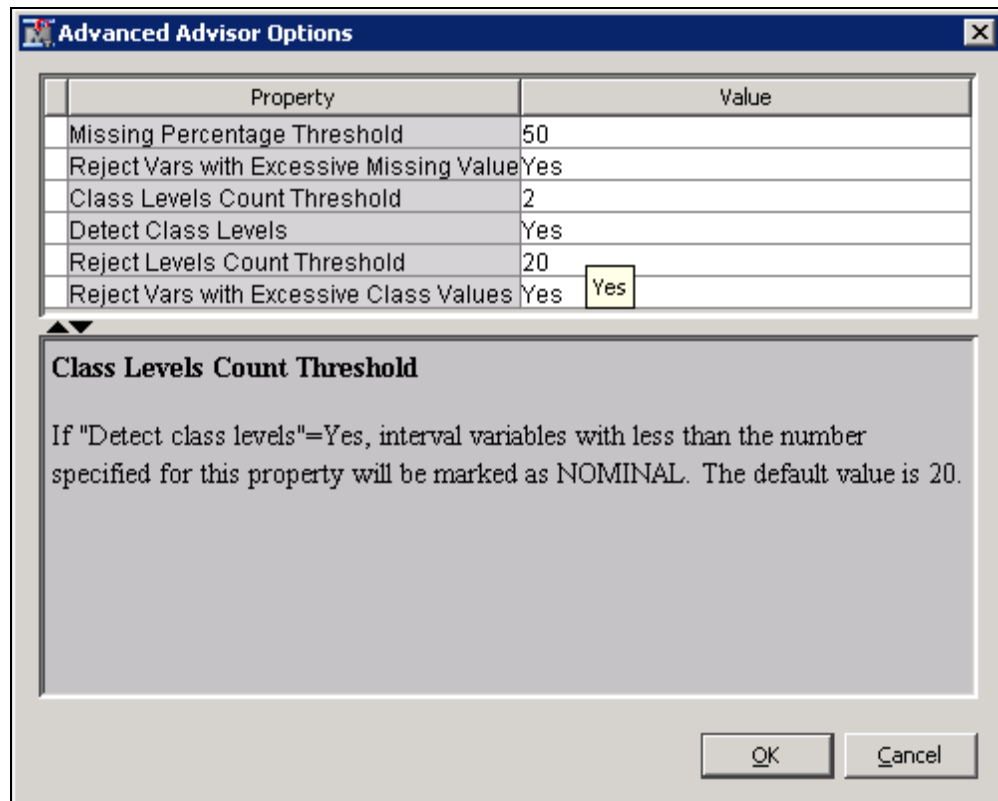 Advanced Advisor Options
Property Value
Missing Percentage Threshold 50
Reject Vars with Excessive Missing Value Yes
Class Levels Count Threshold 2
Detect Class Levels Yes
Reject Levels Count Threshold 20
Reject Vars with Excessive Class Values Yes
Yes
Class Levels Count Threshold
If "Detect class levels"=Yes, interval variables with less than the number
specified for this property will be marked as NOMINAL. The default value is 20.
OK Cancel